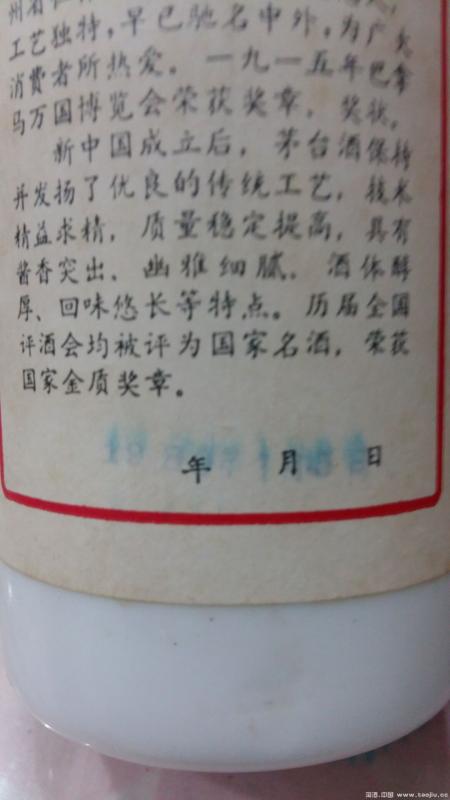 工艺独特，早已驰名中外，为广大
消费者所热爱。一九一五年巴拿
马万国博览会荣获奖章，奖状。
新中国成立后，茅台酒保持
并发扬了优良的传统工艺，技术
精益求精，质量稳定提高，具有
酱香突出、幽雅细腻，酒体醇
厚、回味悠长等特点。历届全国
评酒会均被评为国家名酒，荣获
国家金质奖章。
年 月 日
www.taojiu.cc